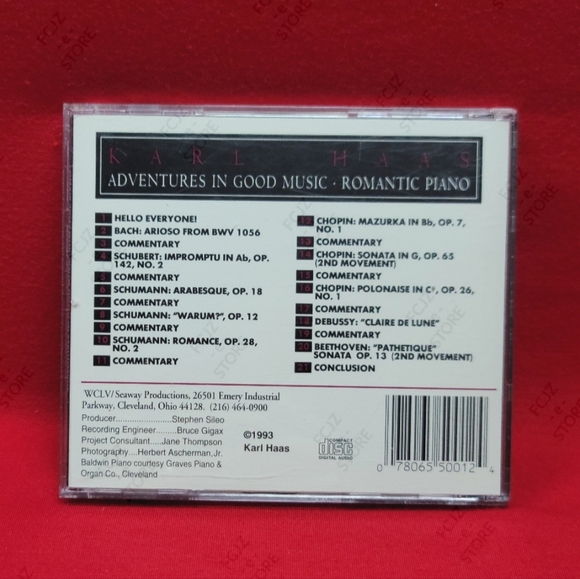 KARL HAAS
ADVENTURES IN GOOD MUSIC · ROMANTIC PIANO
1 HELLO EVERYONE!
2 BACH: ARIOSO FROM BWV 1056
3 COMMENTARY
4 SCHUBERT: IMPROMPTU IN Ab, OP.
142, NO. 2
5 COMMENTARY
6 SCHUMANN: ARABESQUE, OP. 18
7 COMMENTARY
8 SCHUMANN: "WARUM?", OP. 12
9 COMMENTARY
10 SCHUMANN: ROMANCE, OP. 28,
NO. 2
11 COMMENTARY
12 CHOPIN: MAZURKA IN Bb, OP. 7,
NO. 1
13 COMMENTARY
14 CHOPIN: SONATA IN G, OP. 65
(2ND MOVEMENT)
15 COMMENTARY
16 CHOPIN: POLONAISE IN C#, OP. 26,
NO. 1
17 COMMENTARY
18 DEBUSSY: "CLAIRE DE LUNE"
19 COMMENTARY
20 BEETHOVEN: "PATHETIQUE"
SONATA OP. 13 (2ND MOVEMENT)
21 CONCLUSION
WCLV/Seaway Productions, 26501 Emery Industrial
Parkway, Cleveland, Ohio 44128. (216) 464-0900
Producer........................Stephen Sileo
Recording Engineer..........Bruce Gigax
Project Consultant....Jane Thompson
Photography....Herbert Ascherman, Jr.
Baldwin Piano courtesy Graves Piano &
Organ Co., Cleveland
©1993
Karl Haas
COMPACT
disc
DIGITAL AUDIO
0 78065 50012 4
FCJZ
&
STORE